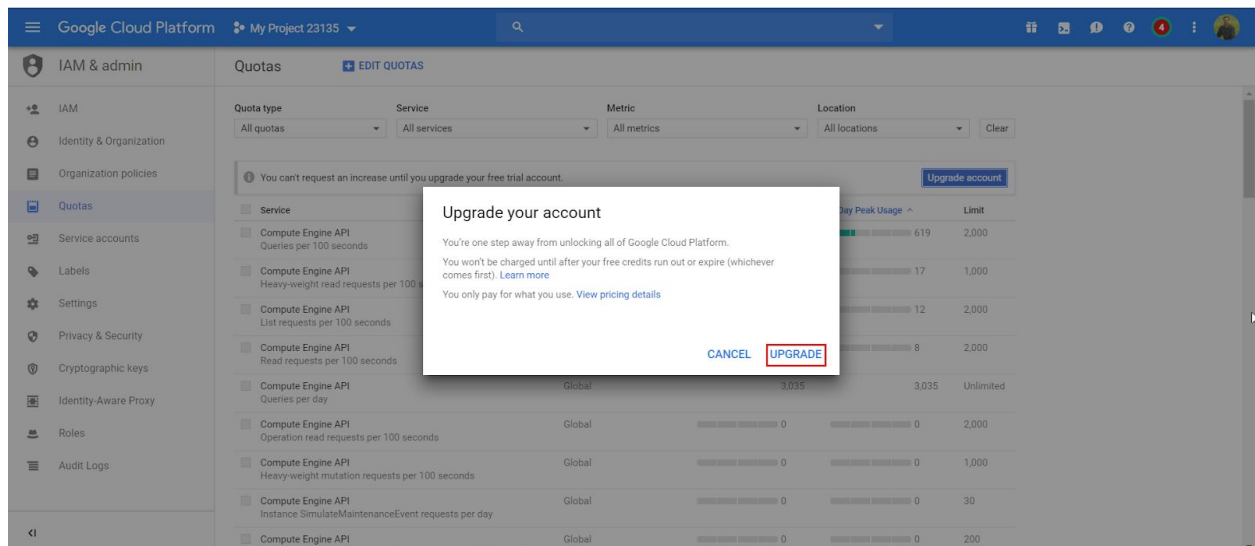 Google Cloud Platform My Project 23135 4
IAM & admin
IAM
Identity & Organization
Organization policies
Quotas
Service accounts
Labels
Settings
Privacy & Security
Cryptographic keys
Identity-Aware Proxy
Roles
Audit Logs
Quotas EDIT QUOTAS
Quota type Service Metric Location
All quotas All services All metrics All locations Clear
You can't request an increase until you upgrade your free trial account. Upgrade account
Service Day Peak Usage Limit
Compute Engine API 619 2,000
Queries per 100 seconds
Compute Engine API 17 1,000
Heavy-weight read requests per 100 s
Compute Engine API 12 2,000
List requests per 100 seconds
Compute Engine API 8 2,000
Read requests per 100 seconds
Compute Engine API Global 3,035 3,035 Unlimited
Queries per day
Compute Engine API Global 0 0 2,000
Operation read requests per 100 seconds
Compute Engine API Global 0 0 1,000
Heavy-weight mutation requests per 100 seconds
Compute Engine API Global 0 0 30
Instance SimulateMaintenanceEvent requests per day
Compute Engine API Global 0 0 200
Upgrade your account
You're one step away from unlocking all of Google Cloud Platform.
You won't be charged until after your free credits run out or expire (whichever
comes first). Learn more
You only pay for what you use. View pricing details
CANCEL UPGRADE